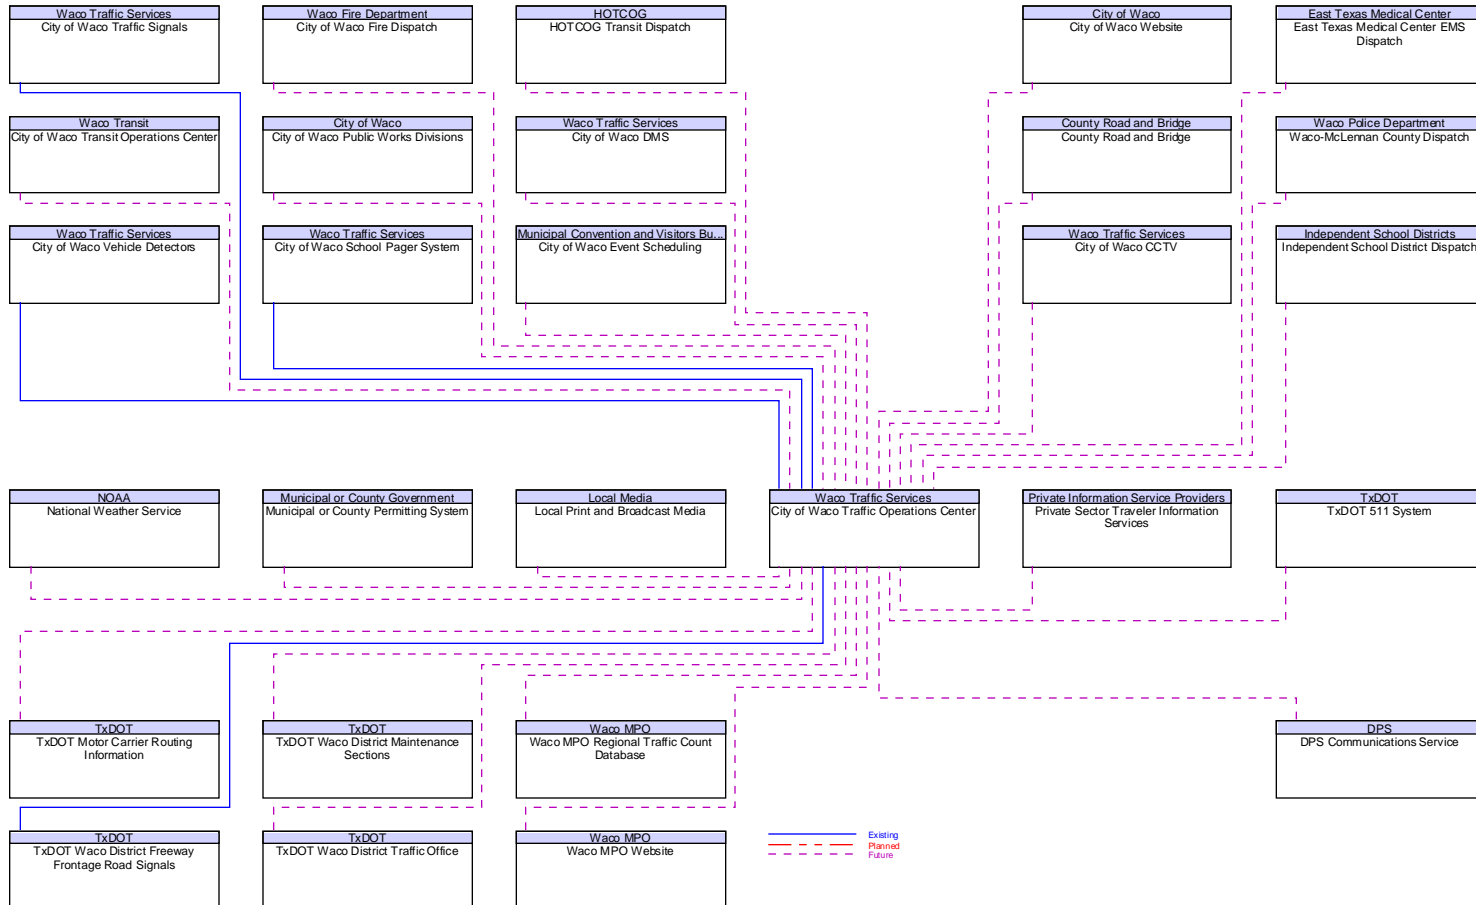 Waco Traffic Services
City of Waco Traffic Signals
Waco Fire Department
City of Waco Fire Dispatch
HOTCOG
HOTCOG Transit Dispatch
City of Waco
City of Waco Website
East Texas Medical Center
East Texas Medical Center EMS
Dispatch
Waco Transit
City of Waco Transit Operations Center
City of Waco
City of Waco Public Works Divisions
Waco Traffic Services
City of Waco DMS
County Road and Bridge
County Road and Bridge
Waco Police Department
Waco-McLennan County Dispatch
Waco Traffic Services
City of Waco Vehicle Detectors
Waco Traffic Services
City of Waco School Pager System
Municipal Convention and Visitors Bu...
City of Waco Event Scheduling
Waco Traffic Services
City of Waco CCTV
Independent School Districts
Independent School District Dispatch
NOAA
National Weather Service
Municipal or County Government
Municipal or County Permitting System
Local Media
Local Print and Broadcast Media
Waco Traffic Services
City of Waco Traffic Operations Center
Private Information Service Providers
Private Sector Traveler Information
Services
TxDOT
TxDOT 511 System
TxDOT
TxDOT Motor Carrier Routing
Information
TxDOT
TxDOT Waco District Maintenance
Sections
Waco MPO
Waco MPO Regional Traffic Count
Database
DPS
DPS Communications Service
TxDOT
TxDOT Waco District Freeway
Frontage Road Signals
TxDOT
TxDOT Waco District Traffic Office
Waco MPO
Waco MPO Website
Existing
Planned
Future